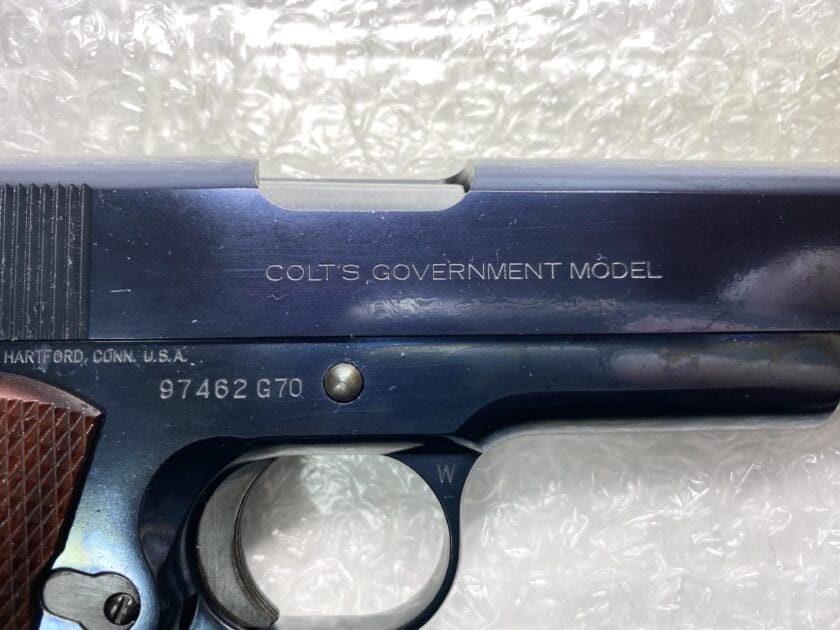 COLT'S GOVERNMENT MODEL
HARTFORD, CONN. U.S.A.
97462 G70
W